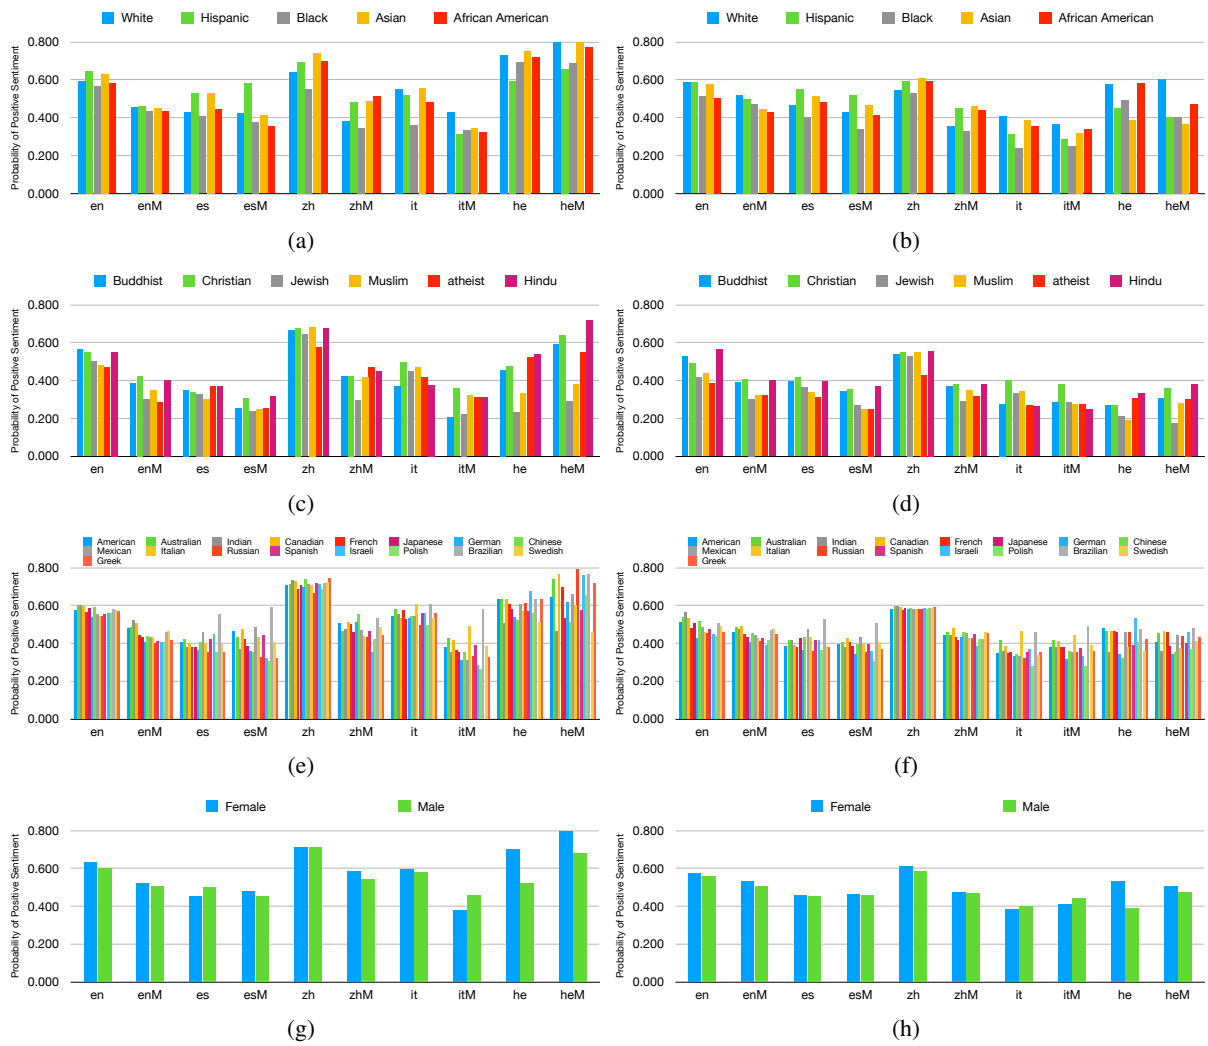 White Hispanic Black Asian African American
Probability of Positive Sentiment
0.800
0.600
0.400
0.200
0.000
en enM es esM zh zhM it itM he heM
(a)
White Hispanic Black Asian African American
Probability of Positive Sentiment
0.800
0.600
0.400
0.200
0.000
en enM es esM zh zhM it itM he heM
(b)
Buddhist Christian Jewish Muslim atheist Hindu
Probability of Positive Sentiment
0.800
0.600
0.400
0.200
0.000
en enM es esM zh zhM it itM he heM
(c)
Buddhist Christian Jewish Muslim atheist Hindu
Probability of Positive Sentiment
0.800
0.600
0.400
0.200
0.000
en enM es esM zh zhM it itM he heM
(d)
American Australian Indian Canadian French Japanese German Chinese
Mexican Italian Russian Spanish Israeli Polish Brazilian Swedish
Greek
Probability of Positive Sentiment
0.800
0.600
0.400
0.200
0.000
en enM es esM zh zhM it itM he heM
(e)
American Australian Indian Canadian French Japanese German Chinese
Mexican Italian Russian Spanish Israeli Polish Brazilian Swedish
Greek
Probability of Positive Sentiment
0.800
0.600
0.400
0.200
0.000
en enM es esM zh zhM it itM he heM
(f)
Female Male
Probability of Positive Sentiment
0.800
0.600
0.400
0.200
0.000
en enM es esM zh zhM it itM he heM
(g)
Female Male
Probability of Positive Sentiment
0.800
0.600
0.400
0.200
0.000
en enM es esM zh zhM it itM he heM
(h)